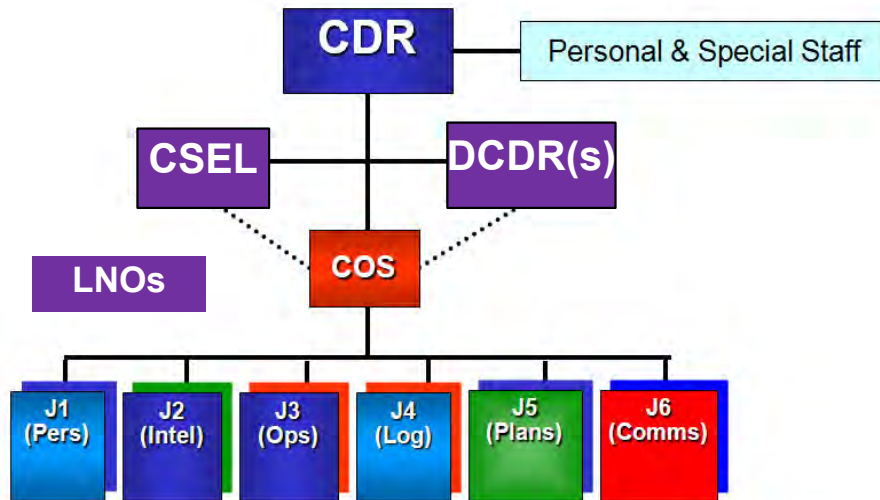 CDR
Personal & Special Staff
CSEL
DCDR(s)
COS
LNOs
J1
(Pers)
J2
(Intel)
J3
(Ops)
J4
(Log)
J5
(Plans)
J6
(Comms)